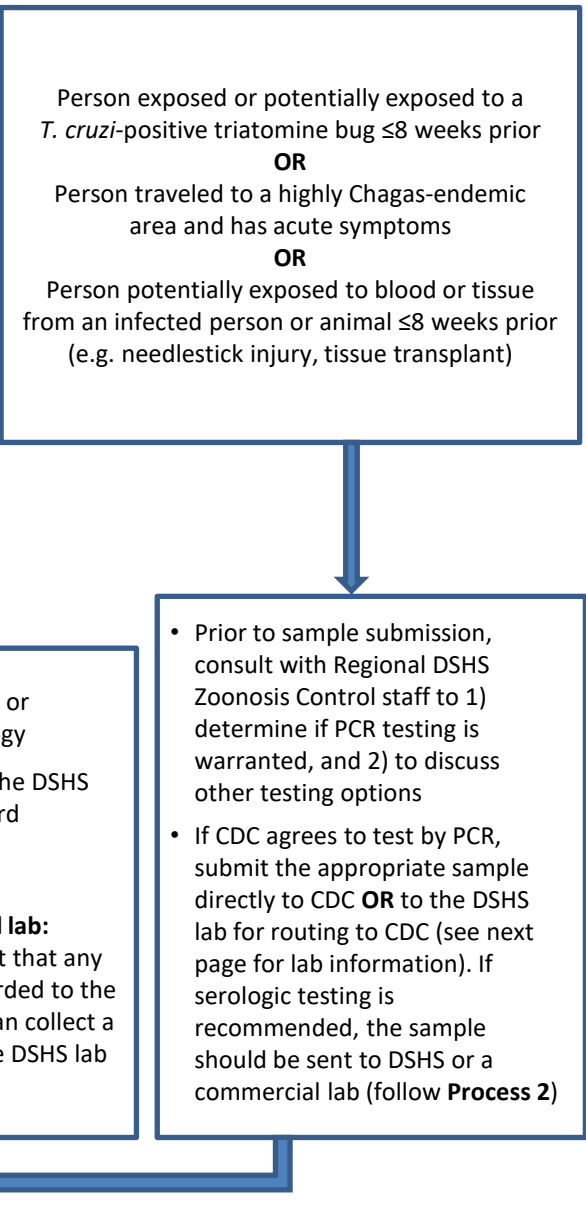 Person exposed or potentially exposed to a
T. cruzi-positive triatomine bug ≤8 weeks prior
OR
Person traveled to a highly Chagas-endemic
area and has acute symptoms
OR
Person potentially exposed to blood or tissue
from an infected person or animal ≤8 weeks prior
(e.g. needlestick injury, tissue transplant)
or
gy
he DSHS
rd
l lab:
t that any
rded to the
an collect a
e DSHS lab
• Prior to sample submission,
consult with Regional DSHS
Zoonosis Control staff to 1)
determine if PCR testing is
warranted, and 2) to discuss
other testing options
• If CDC agrees to test by PCR,
submit the appropriate sample
directly to CDC OR to the DSHS
lab for routing to CDC (see next
page for lab information). If
serologic testing is
recommended, the sample
should be sent to DSHS or a
commercial lab (follow Process 2)